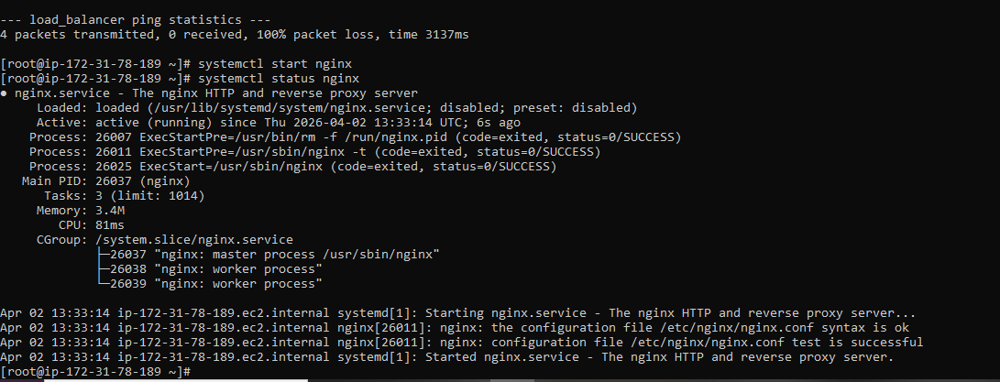 --- load_balancer ping statistics ---
4 packets transmitted, 0 received, 100% packet loss, time 3137ms
[root@ip-172-31-78-189 ~]# systemctl start nginx
[root@ip-172-31-78-189 ~]# systemctl status nginx
● nginx.service - The nginx HTTP and reverse proxy server
     Loaded: loaded (/usr/lib/systemd/system/nginx.service; disabled; preset: disabled)
     Active: active (running) since Thu 2026-04-02 13:33:14 UTC; 6s ago
    Process: 26007 ExecStartPre=/usr/bin/rm -f /run/nginx.pid (code=exited, status=0/SUCCESS)
    Process: 26011 ExecStartPre=/usr/sbin/nginx -t (code=exited, status=0/SUCCESS)
    Process: 26025 ExecStart=/usr/sbin/nginx (code=exited, status=0/SUCCESS)
   Main PID: 26037 (nginx)
      Tasks: 3 (limit: 1014)
     Memory: 3.4M
        CPU: 81ms
     CGroup: /system.slice/nginx.service
             ├─26037 "nginx: master process /usr/sbin/nginx"
             ├─26038 "nginx: worker process"
             └─26039 "nginx: worker process"
Apr 02 13:33:14 ip-172-31-78-189.ec2.internal systemd[1]: Starting nginx.service - The nginx HTTP and reverse proxy server...
Apr 02 13:33:14 ip-172-31-78-189.ec2.internal nginx[26011]: nginx: the configuration file /etc/nginx/nginx.conf syntax is ok
Apr 02 13:33:14 ip-172-31-78-189.ec2.internal nginx[26011]: nginx: configuration file /etc/nginx/nginx.conf test is successful
Apr 02 13:33:14 ip-172-31-78-189.ec2.internal systemd[1]: Started nginx.service - The nginx HTTP and reverse proxy server.
[root@ip-172-31-78-189 ~]#